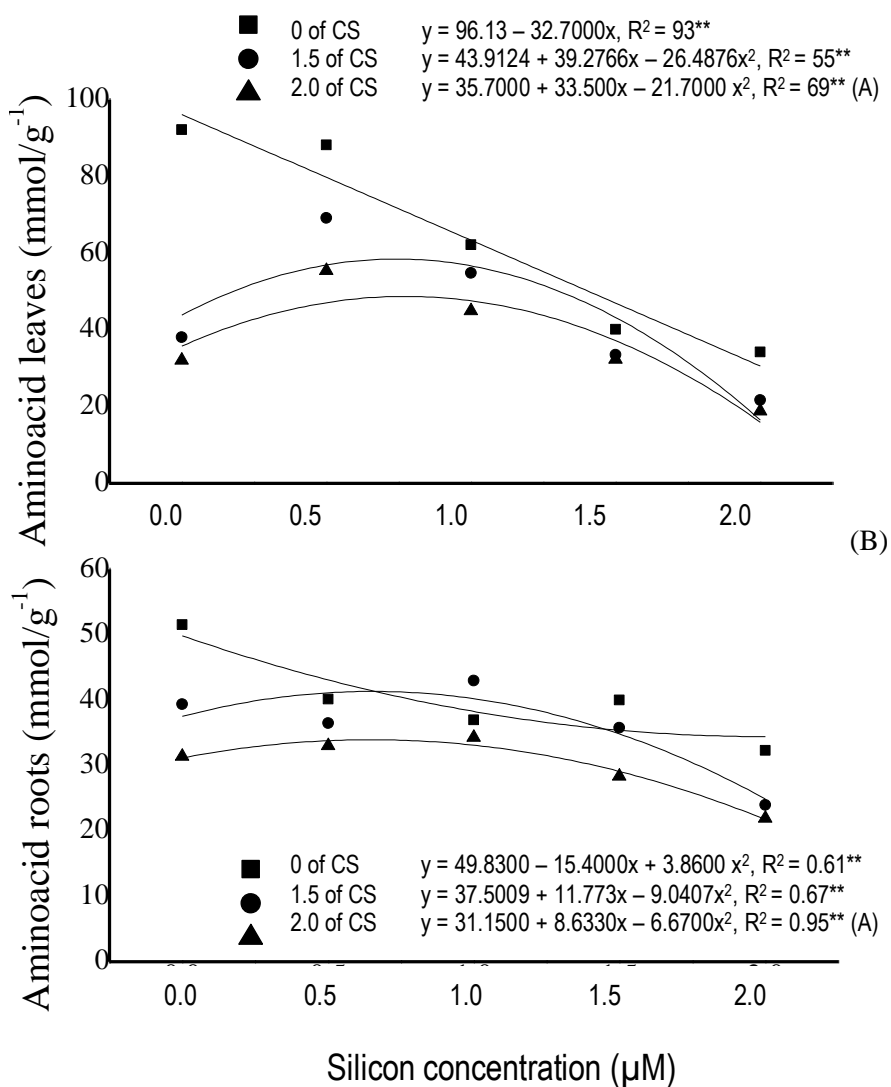 0 of CS y = 96.13 – 32.7000x, R² = 93**
1.5 of CS y = 43.9124 + 39.2766x – 26.4876x², R² = 55**
2.0 of CS y = 35.7000 + 33.500x – 21.7000 x², R² = 69** (A)
Aminoacid leaves (mmol/g⁻¹)
100
80
60
40
20
0
0.0 0.5 1.0 1.5 2.0
(B)
Aminoacid roots (mmol/g⁻¹)
60
50
40
30
20
10
0
0 of CS y = 49.8300 – 15.4000x + 3.8600 x², R² = 0.61**
1.5 of CS y = 37.5009 + 11.773x – 9.0407x², R² = 0.67**
2.0 of CS y = 31.1500 + 8.6330x – 6.6700x², R² = 0.95** (A)
0.0 0.5 1.0 1.5 2.0
Silicon concentration (µM)